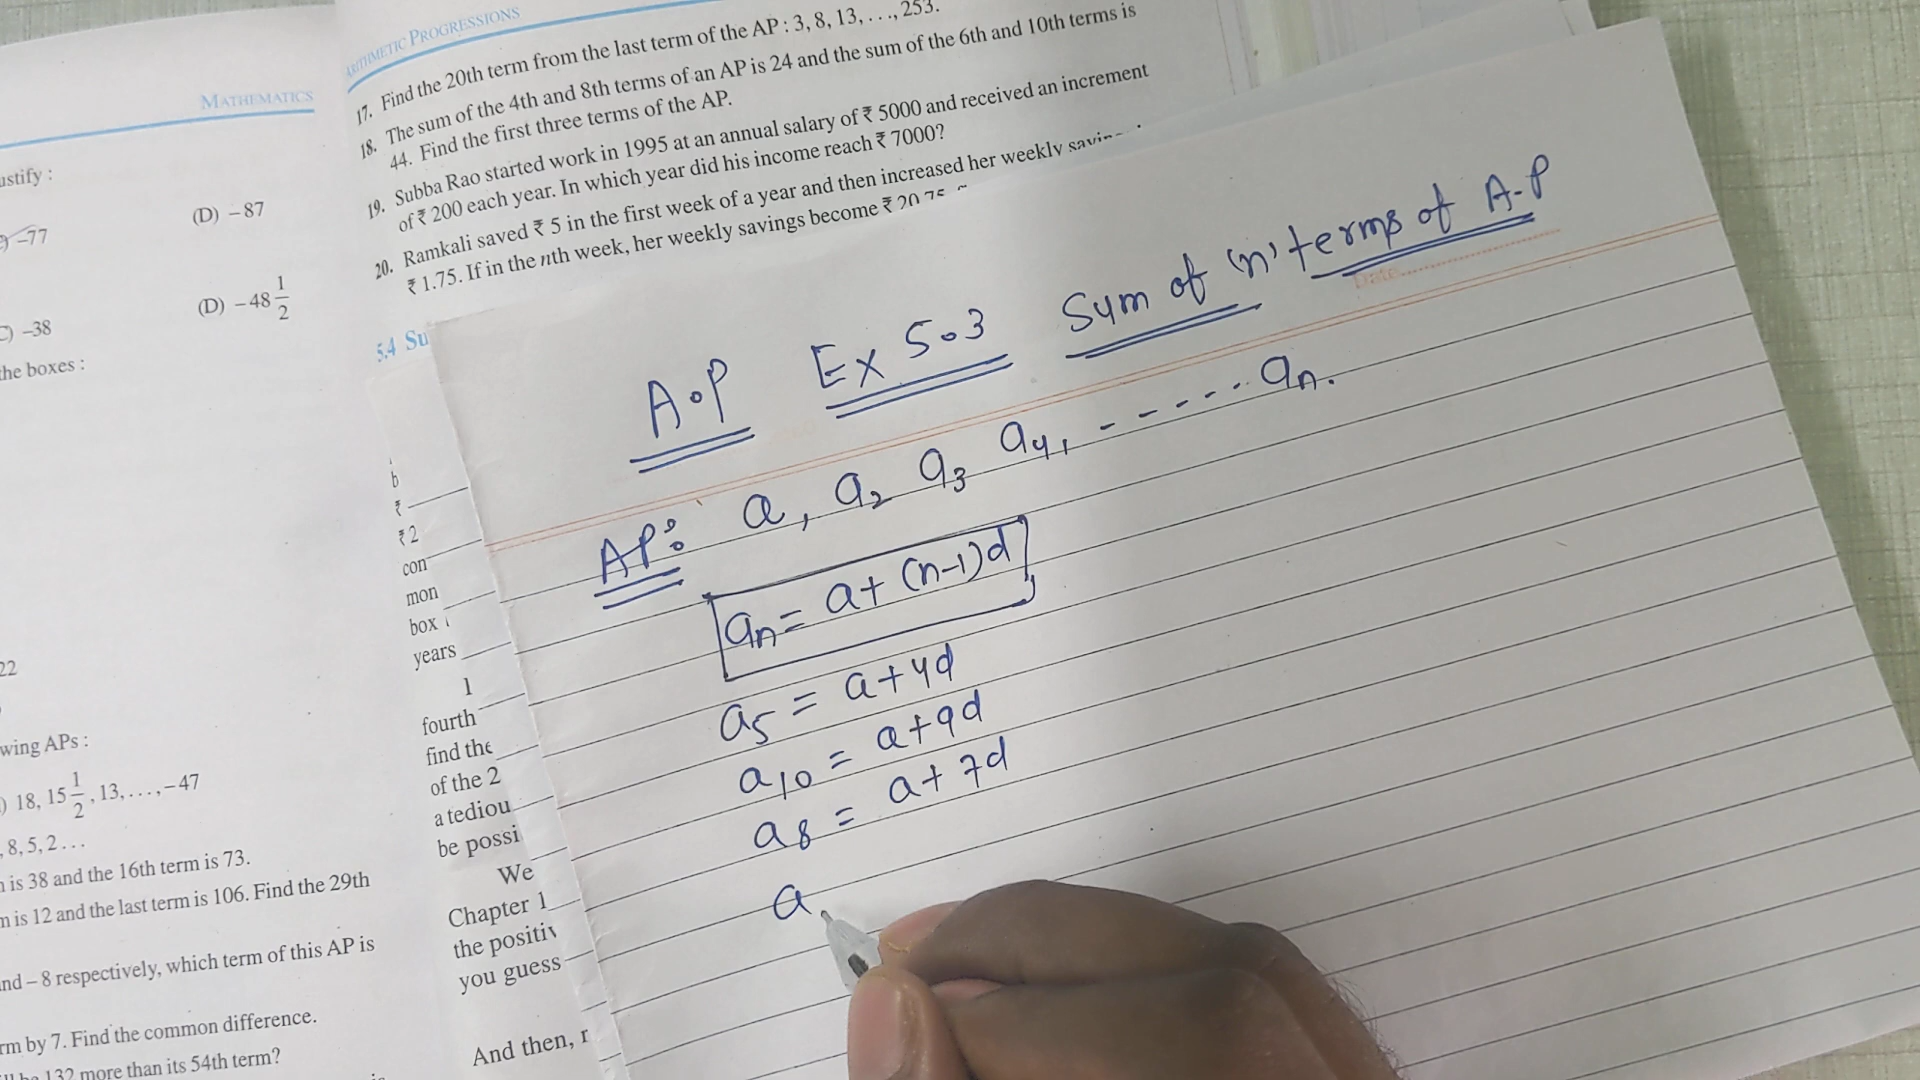 MATHEMATICS
ustify :
(D) –87
–77
(D) –48 1/2
–38
he boxes :
22
wing APs :
18, 15 1/2, 13, . . . , –47
8, 5, 2 . . .
is 38 and the 16th term is 73.
is 12 and the last term is 106. Find the 29th
nd – 8 respectively, which term of this AP is
rm by 7. Find the common difference.
132 more than its 54th term?
ARITHMETIC PROGRESSIONS
17. Find the 20th term from the last term of the AP : 3, 8, 13, . . ., 253.
18. The sum of the 4th and 8th terms of an AP is 24 and the sum of the 6th and 10th terms is
44. Find the first three terms of the AP.
19. Subba Rao started work in 1995 at an annual salary of ₹ 5000 and received an increment
of ₹ 200 each year. In which year did his income reach ₹ 7000?
20. Ramkali saved ₹ 5 in the first week of a year and then increased her weekly
₹ 1.75. If in the nth week, her weekly savings become ₹ 20.75
5.4 Su
b
₹
₹ 2
con
mon
box
years
1
fourth
find the
of the 2
a tediou
be possi
We
Chapter 1
the positiv
you guess
And then, r
A.P Ex 5.3 Sum of 'n' terms of A.P
Date
AP: a, a2 a3 a4, - - - - . . . . an.
an = a + (n-1)d
a5 = a+4d
a10 = a+9d
a8 = a+7d
a